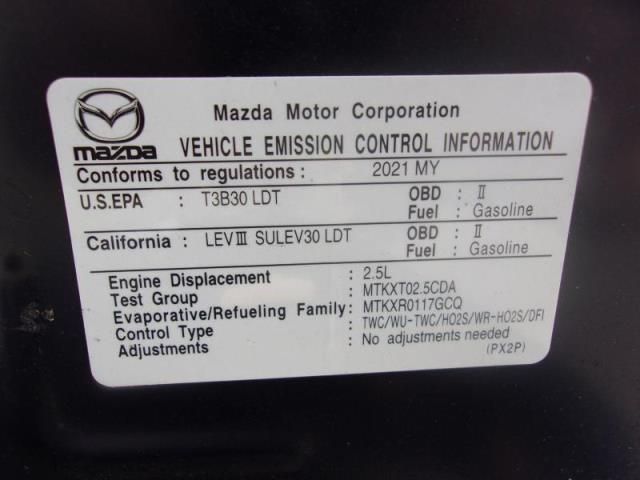 Mazda Motor Corporation
mazda VEHICLE EMISSION CONTROL INFORMATION
Conforms to regulations : 2021 MY
U.S.EPA : T3B30 LDT OBD : Ⅱ
Fuel : Gasoline
California : LEVⅢ SULEV30 LDT OBD : Ⅱ
Fuel : Gasoline
Engine Displacement : 2.5L
Test Group : MTKXT02.5CDA
Evaporative/Refueling Family: MTKXR0117GCQ
Control Type : TWC/WU-TWC/HO2S/WR-HO2S/DFI
Adjustments : No adjustments needed
(PX2P)